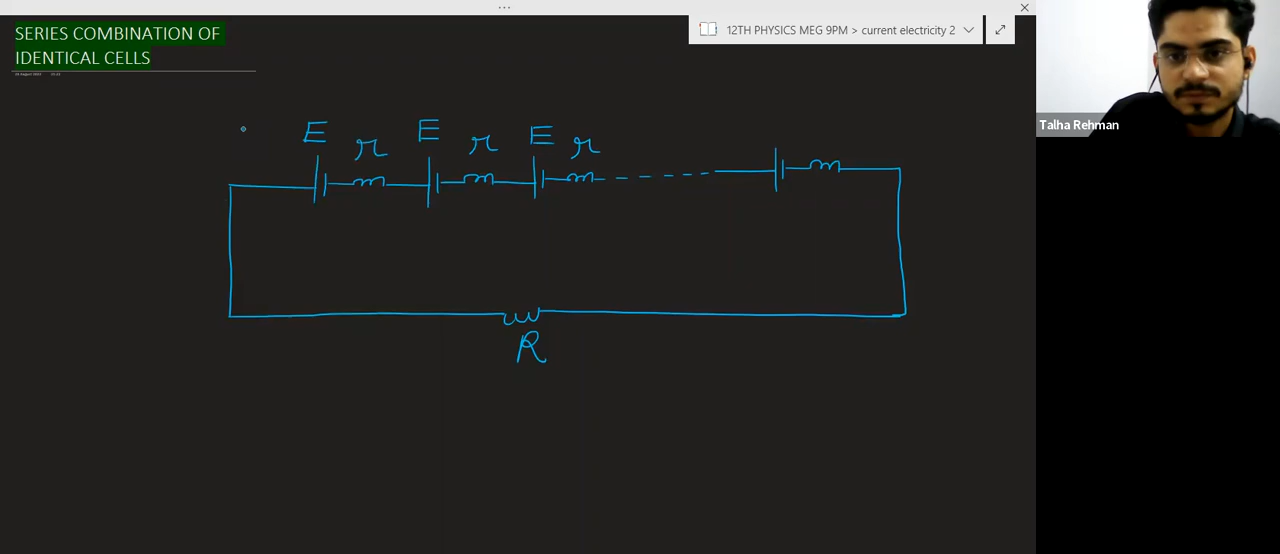 SERIES COMBINATION OF
IDENTICAL CELLS
12TH PHYSICS MEG 9PM > current electricity 2
Talha Rehman
E r E r E r
R